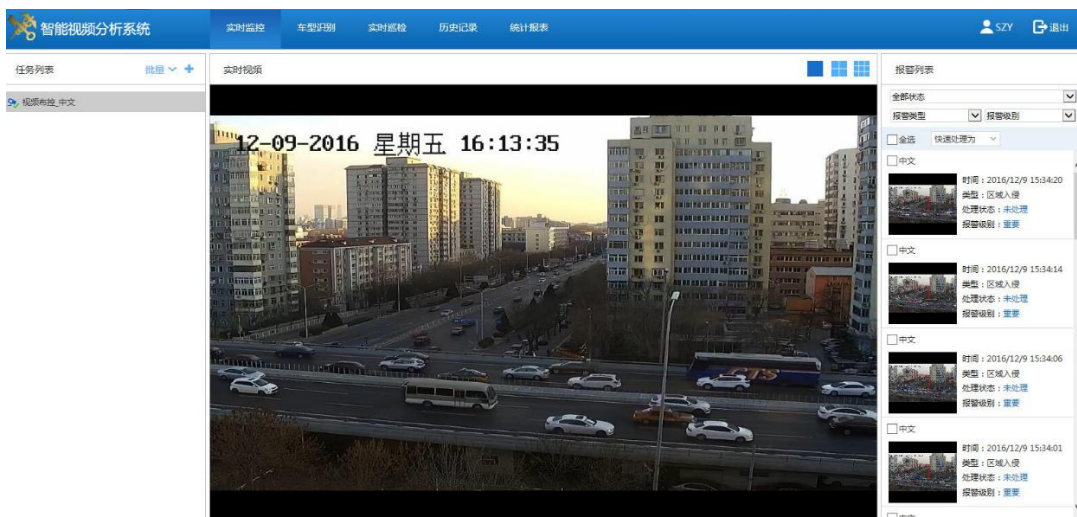 智能视频分析系统
实时监控 车型识别 实时巡检 历史记录 统计报表
SZY 退出
任务列表 批量
视频布控_中文
实时视频
12-09-2016 星期五 16:13:35
CTS
报警列表
全部状态
报警类型 报警级别
全选 快速处理为
中文
时间：2016/12/9 15:34:20
类型：区域入侵
处理状态：未处理
报警级别：重要
中文
时间：2016/12/9 15:34:14
类型：区域入侵
处理状态：未处理
报警级别：重要
中文
时间：2016/12/9 15:34:06
类型：区域入侵
处理状态：未处理
报警级别：重要
中文
时间：2016/12/9 15:34:01
类型：区域入侵
处理状态：未处理
报警级别：重要